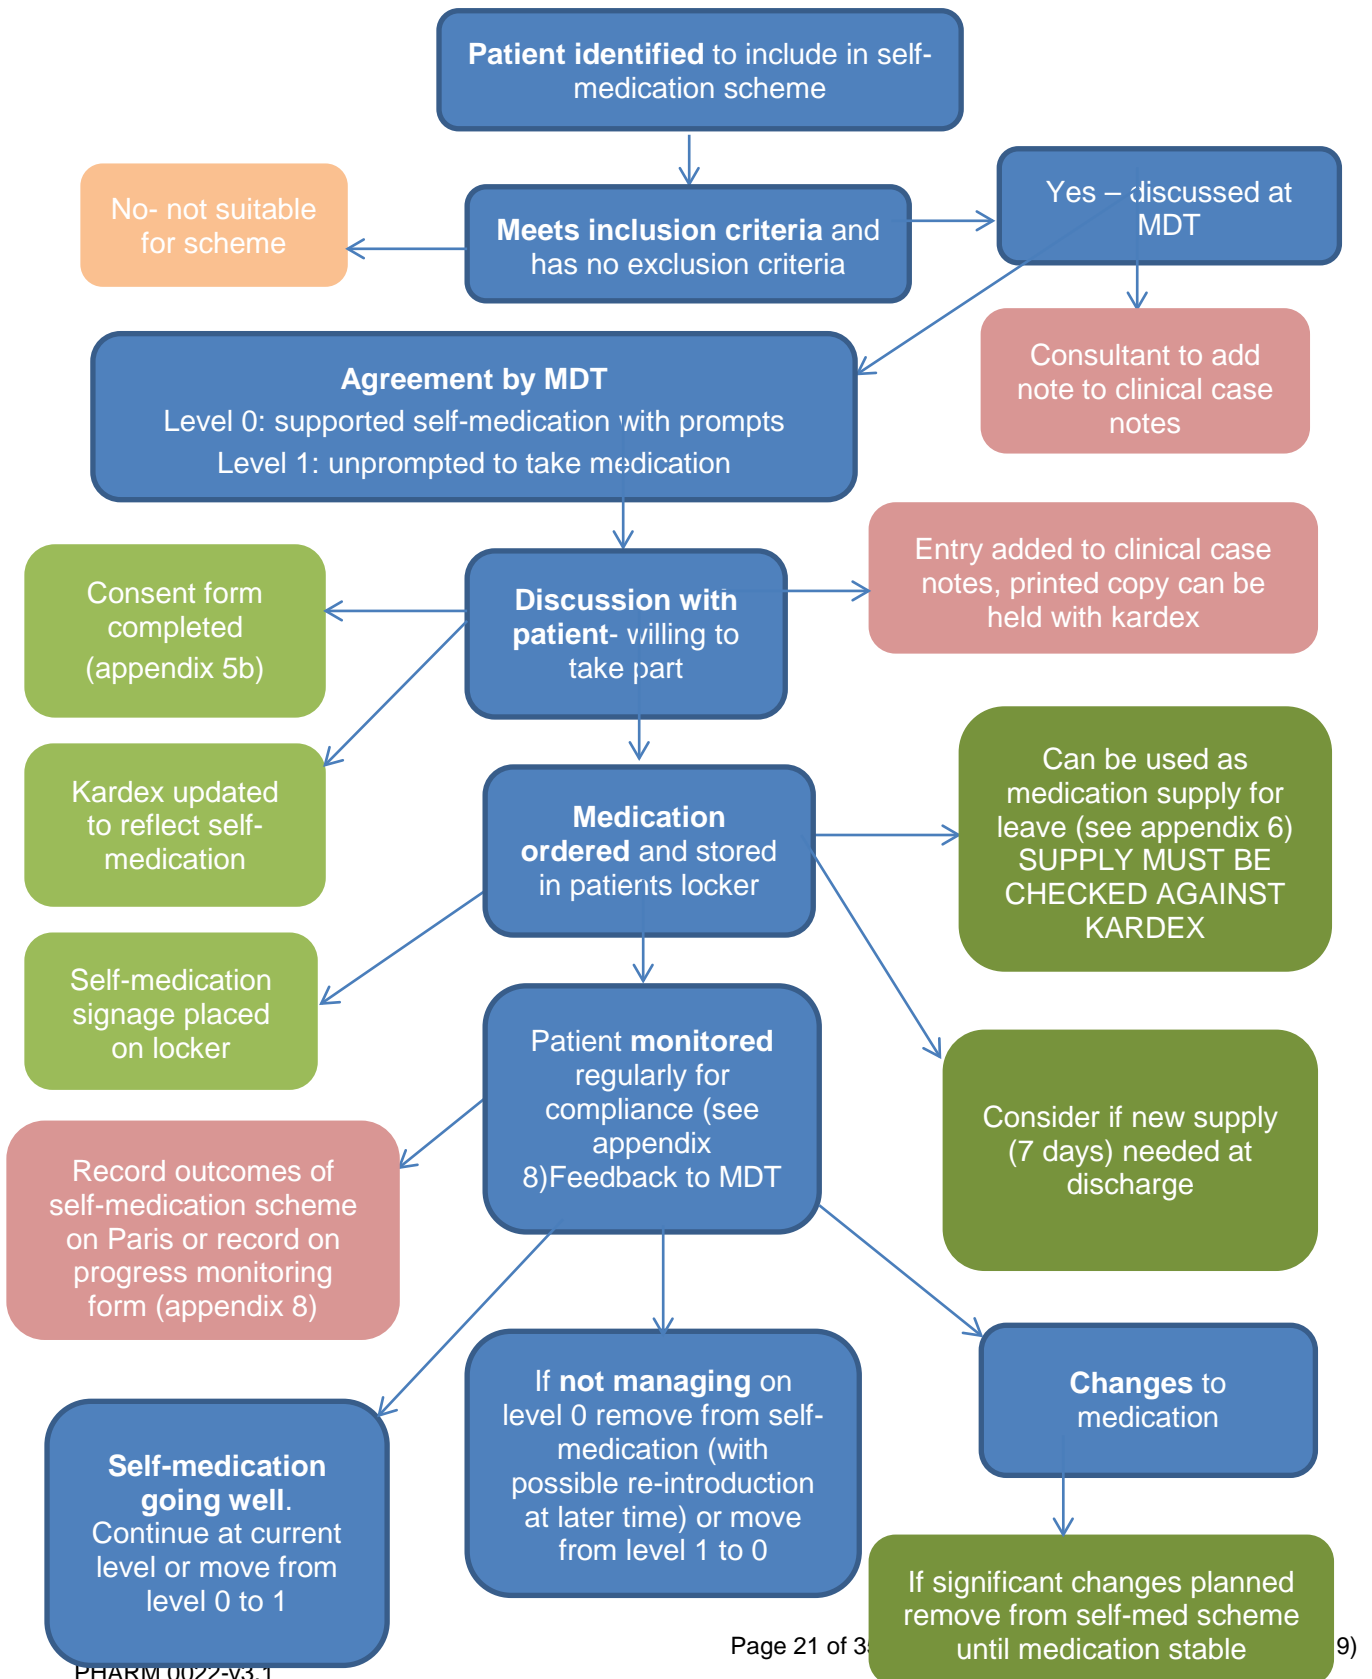 Patient identified to include in self-
medication scheme
No- not suitable
for scheme
Meets inclusion criteria and
has no exclusion criteria
Yes – discussed at
MDT
Agreement by MDT
Level 0: supported self-medication with prompts
Level 1: unprompted to take medication
Consultant to add
note to clinical case
notes
Consent form
completed
(appendix 5b)
Discussion with
patient- willing to
take part
Entry added to clinical case
notes, printed copy can be
held with kardex
Kardex updated
to reflect self-
medication
Medication
ordered and stored
in patients locker
Can be used as
medication supply for
leave (see appendix 6)
SUPPLY MUST BE
CHECKED AGAINST
KARDEX
Self-medication
signage placed
on locker
Patient monitored
regularly for
compliance (see
appendix
8)Feedback to MDT
Consider if new supply
(7 days) needed at
discharge
Record outcomes of
self-medication scheme
on Paris or record on
progress monitoring
form (appendix 8)
Self-medication
going well.
Continue at current
level or move from
level 0 to 1
If not managing on
level 0 remove from self-
medication (with
possible re-introduction
at later time) or move
from level 1 to 0
Changes to
medication
If significant changes planned
remove from self-med scheme
until medication stable
Page 21 of 9)
PHARM 0022-v3.1